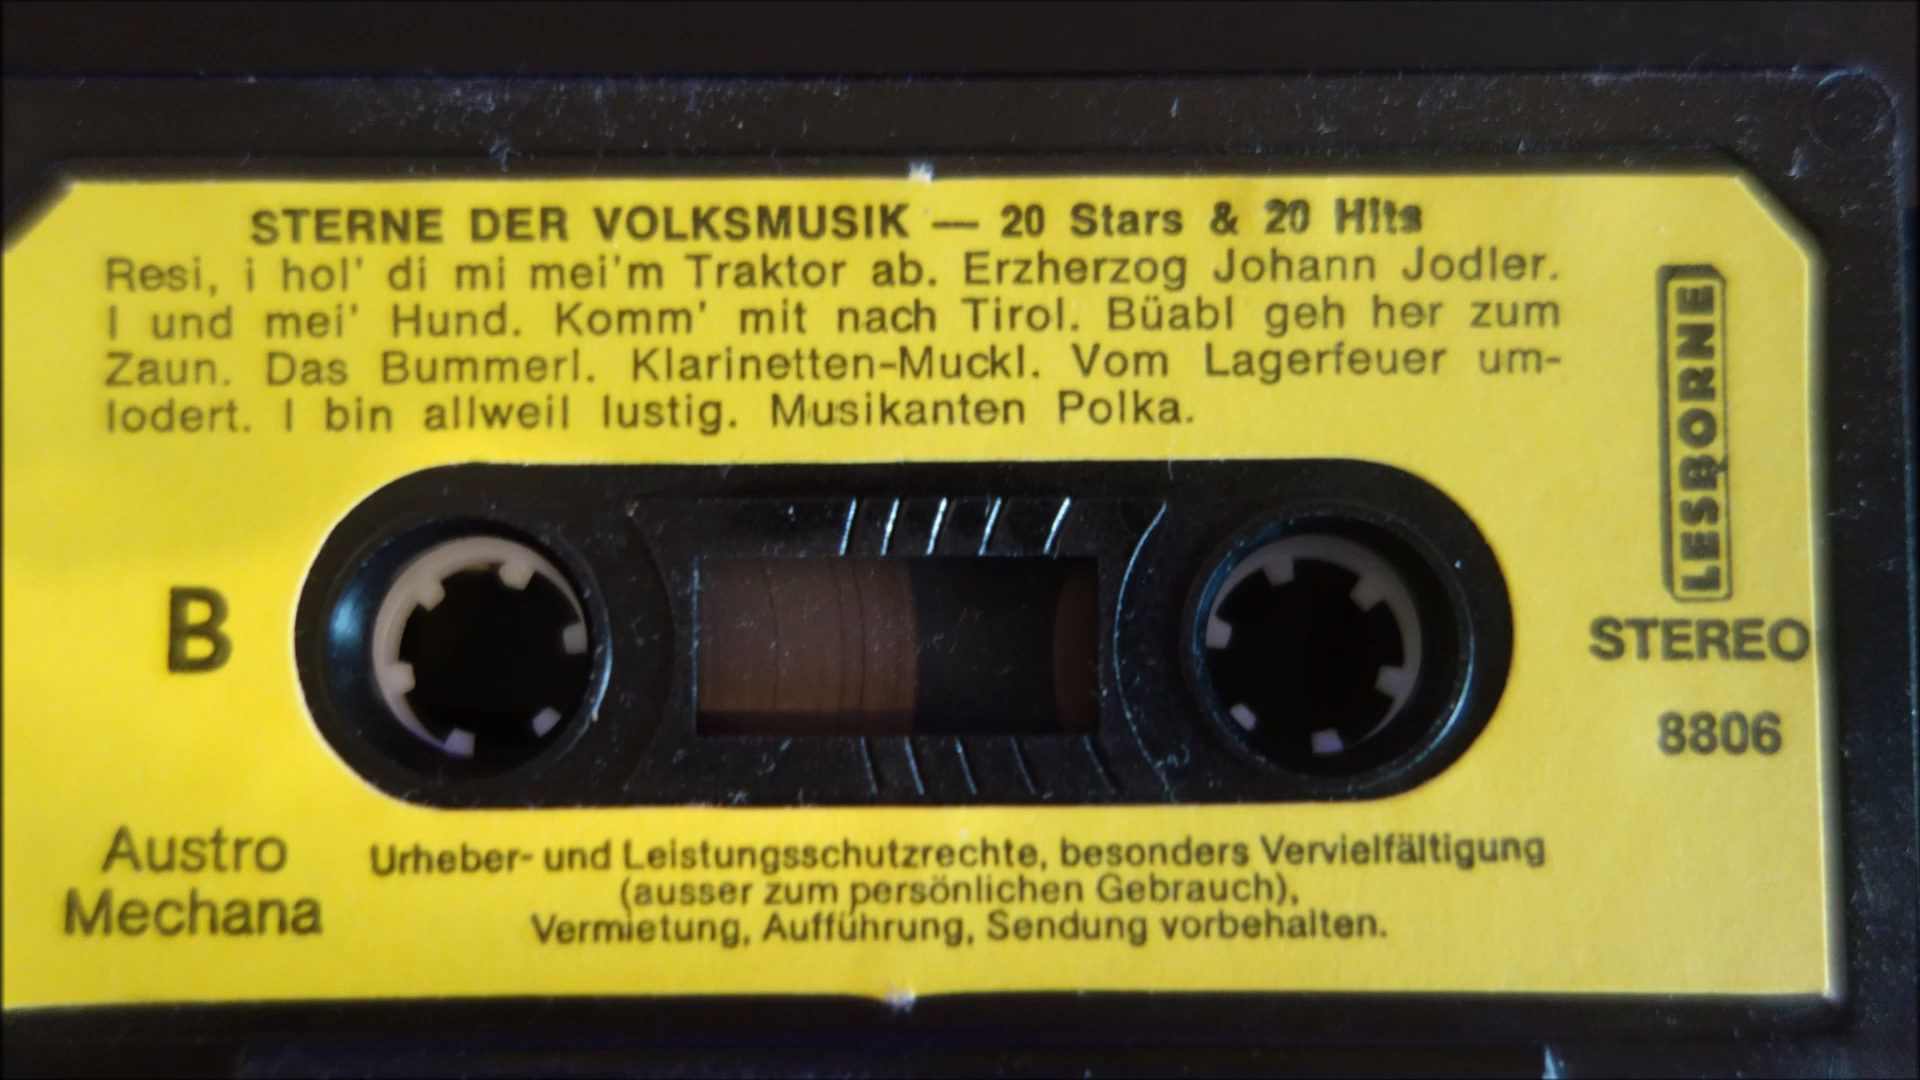 STERNE DER VOLKSMUSIK — 20 Stars & 20 Hits
Resi, i hol' di mi mei'm Traktor ab. Erzherzog Johann Jodler.
I und mei' Hund. Komm' mit nach Tirol. Büabl geh her zum
Zaun. Das Bummerl. Klarinetten-Muckl. Vom Lagerfeuer um-
lodert. I bin allweil lustig. Musikanten Polka.
LESBORNE
B
STEREO
8806
Austro
Mechana
Urheber- und Leistungsschutzrechte, besonders Vervielfältigung
(ausser zum persönlichen Gebrauch),
Vermietung, Aufführung, Sendung vorbehalten.